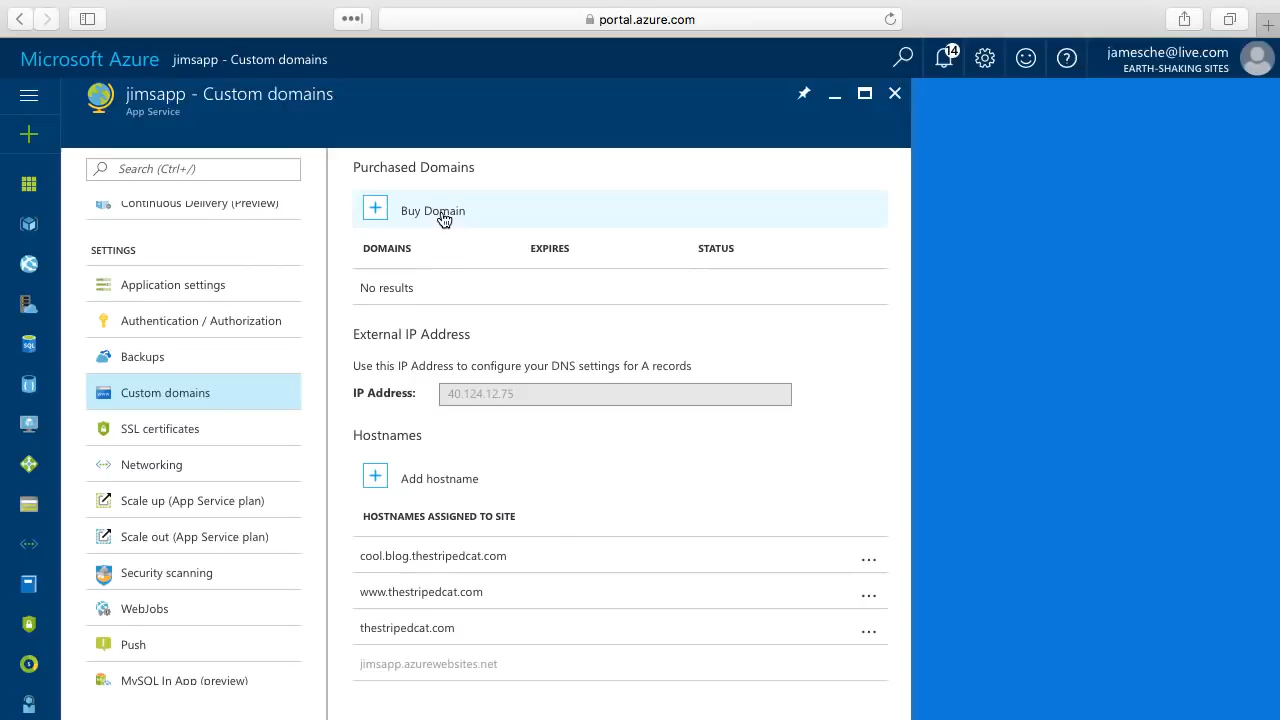 portal.azure.com
Microsoft Azure
jimsapp - Custom domains
14
jamesche@live.com
EARTH-SHAKING SITES
jimsapp - Custom domains
App Service
Search (Ctrl+/)
Continuous Delivery (Preview)
SETTINGS
Application settings
Authentication / Authorization
Backups
Custom domains
SSL certificates
Networking
Scale up (App Service plan)
Scale out (App Service plan)
Security scanning
WebJobs
Push
MySQL In App (preview)
Purchased Domains
Buy Domain
DOMAINS EXPIRES STATUS
No results
External IP Address
Use this IP Address to configure your DNS settings for A records
IP Address: 40.124.12.75
Hostnames
Add hostname
HOSTNAMES ASSIGNED TO SITE
cool.blog.thestripedcat.com ...
www.thestripedcat.com ...
thestripedcat.com ...
jimsapp.azurewebsites.net